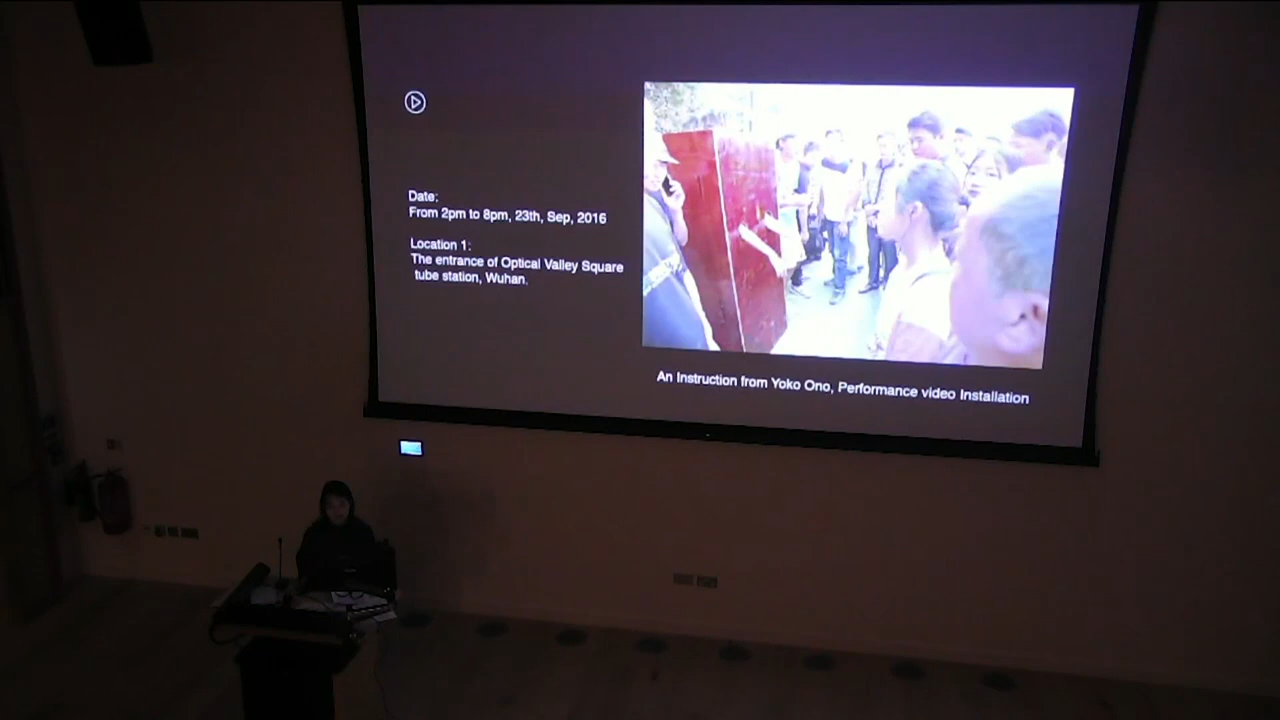 Date:
From 2pm to 8pm, 23th, Sep, 2016
Location 1:
The entrance of Optical Valley Square
tube station, Wuhan.
An Instruction from Yoko Ono, Performance video Installation